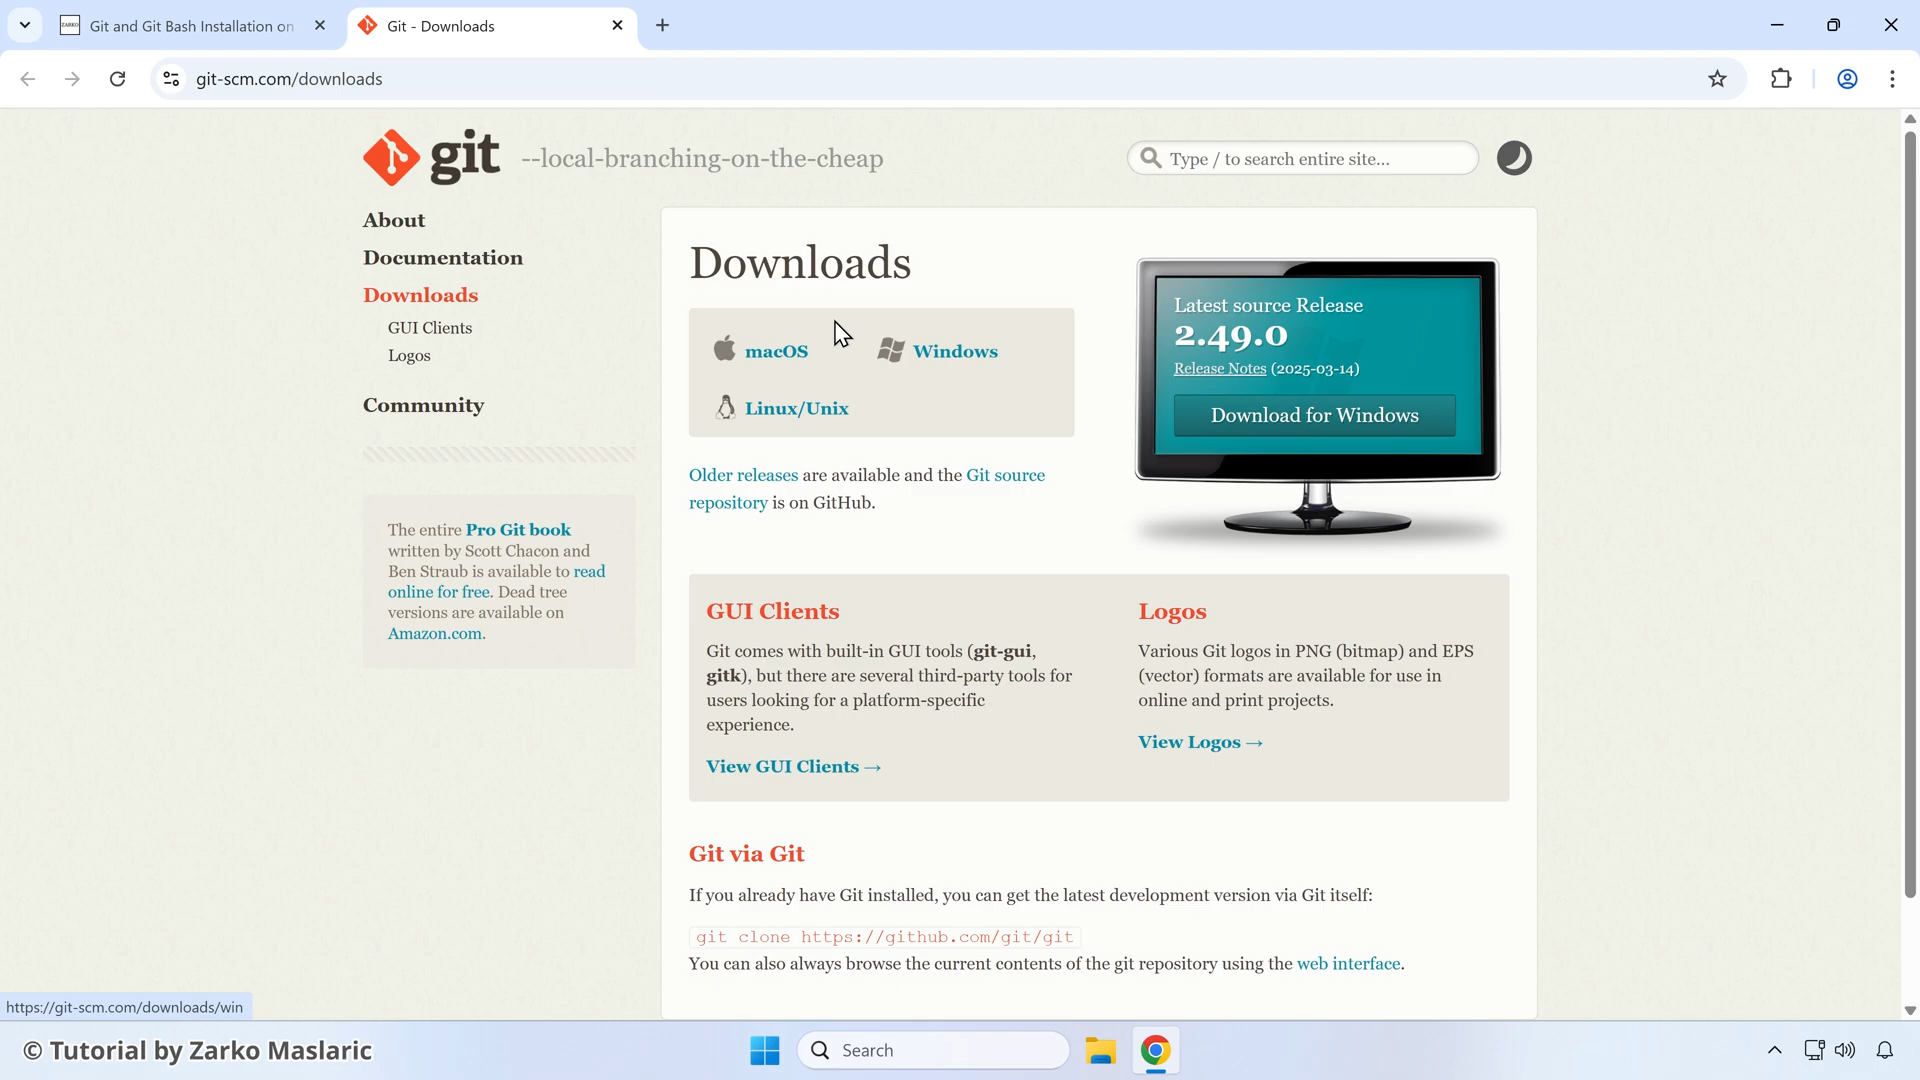 Git and Git Bash Installation on
Git - Downloads
git-scm.com/downloads
git
--local-branching-on-the-cheap
Type / to search entire site...
About
Documentation
Downloads
GUI Clients
Logos
Community
The entire Pro Git book
written by Scott Chacon and
Ben Straub is available to read
online for free. Dead tree
versions are available on
Amazon.com.
Downloads
macOS
Windows
Linux/Unix
Older releases are available and the Git source
repository is on GitHub.
Latest source Release
2.49.0
Release Notes (2025-03-14)
Download for Windows
GUI Clients
Git comes with built-in GUI tools (git-gui,
gitk), but there are several third-party tools for
users looking for a platform-specific
experience.
View GUI Clients →
Logos
Various Git logos in PNG (bitmap) and EPS
(vector) formats are available for use in
online and print projects.
View Logos →
Git via Git
If you already have Git installed, you can get the latest development version via Git itself:
git clone https://github.com/git/git
You can also always browse the current contents of the git repository using the web interface.
https://git-scm.com/downloads/win
© Tutorial by Zarko Maslaric
Search